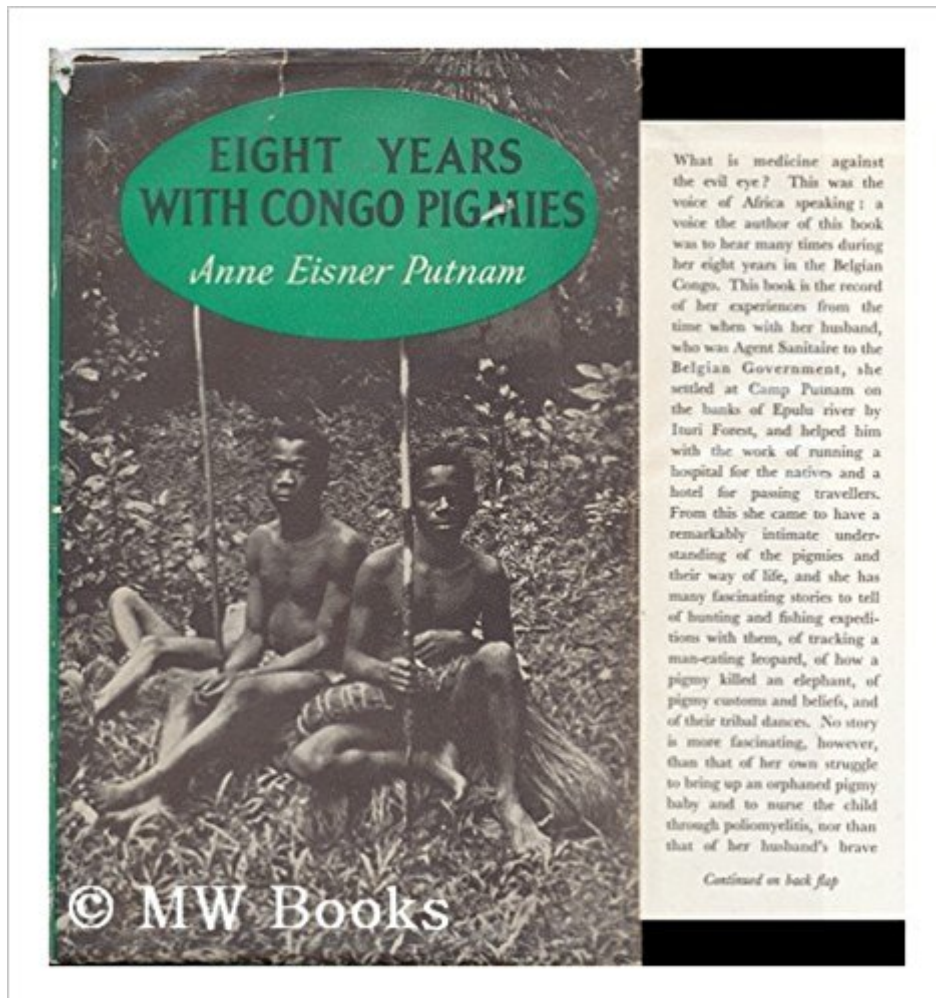 EIGHT YEARS
WITH CONGO PIGMIES
Anne Eisner Putnam
© MW Books
What is medicine against
the evil eye? This was the
voice of Africa speaking: a
voice the author of this book
was to hear many times during
her eight years in the Belgian
Congo. This book is the record
of her experiences from the
time when with her husband,
who was Agent Sanitaire to the
Belgian Government, she
settled at Camp Putnam on
the banks of Epulu river by
Ituri Forest, and helped him
with the work of running a
hospital for the natives and a
hotel for passing travellers.
From this she came to have a
remarkably intimate under-
standing of the pigmies and
their way of life, and she has
many fascinating stories to tell
of hunting and fishing expedi-
tions with them, of tracking a
man-eating leopard, of how a
pigmy killed an elephant, of
pigmy customs and beliefs, and
of their tribal dances. No story
is more fascinating, however,
than that of her own struggle
to bring up an orphaned pigmy
baby and to nurse the child
through poliomyelitis, nor than
that of her husband's brave
Continued on back flap